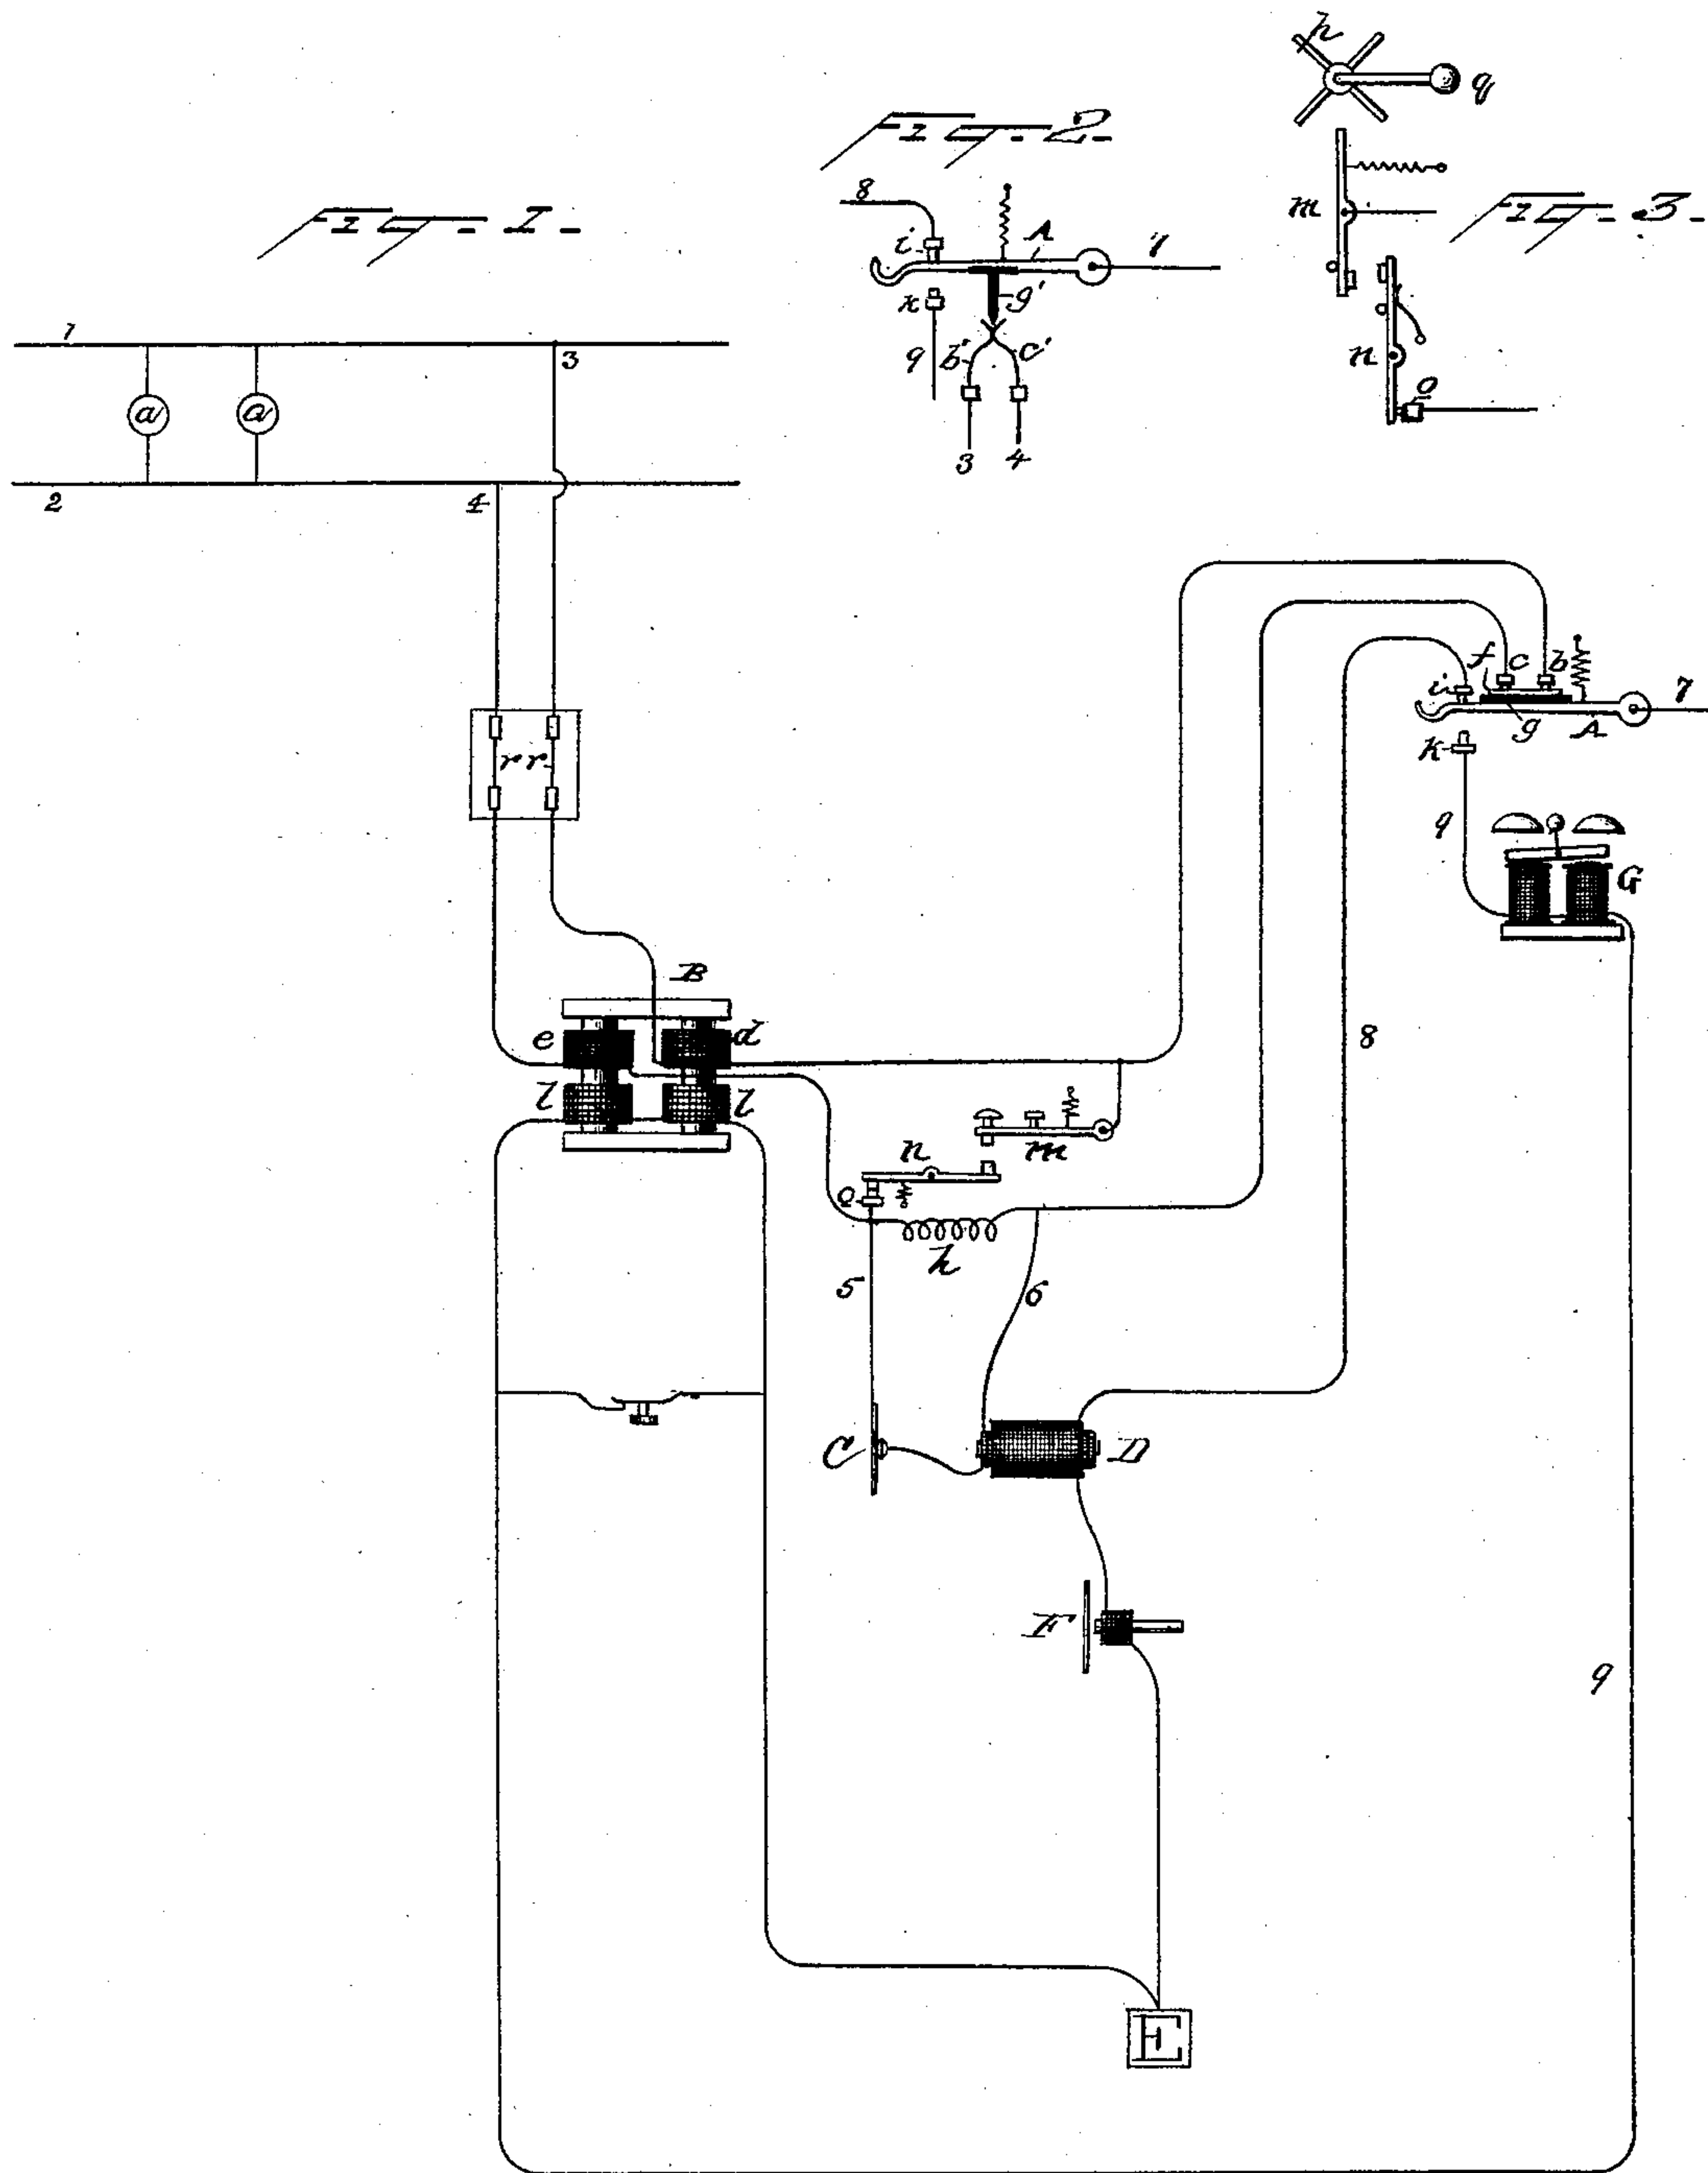 Fig. 1.
Fig. 2.
Fig. 3.
1
2
3
4
a
a
r r
B
e
d
l
l
m
n
o
h
5
6
C
D
F
E
8
9
9
G
i
k
f
c
b
g
A
7
8
i
k
A
7
g'
9
b'
c'
3
4
h
q
m
n
o